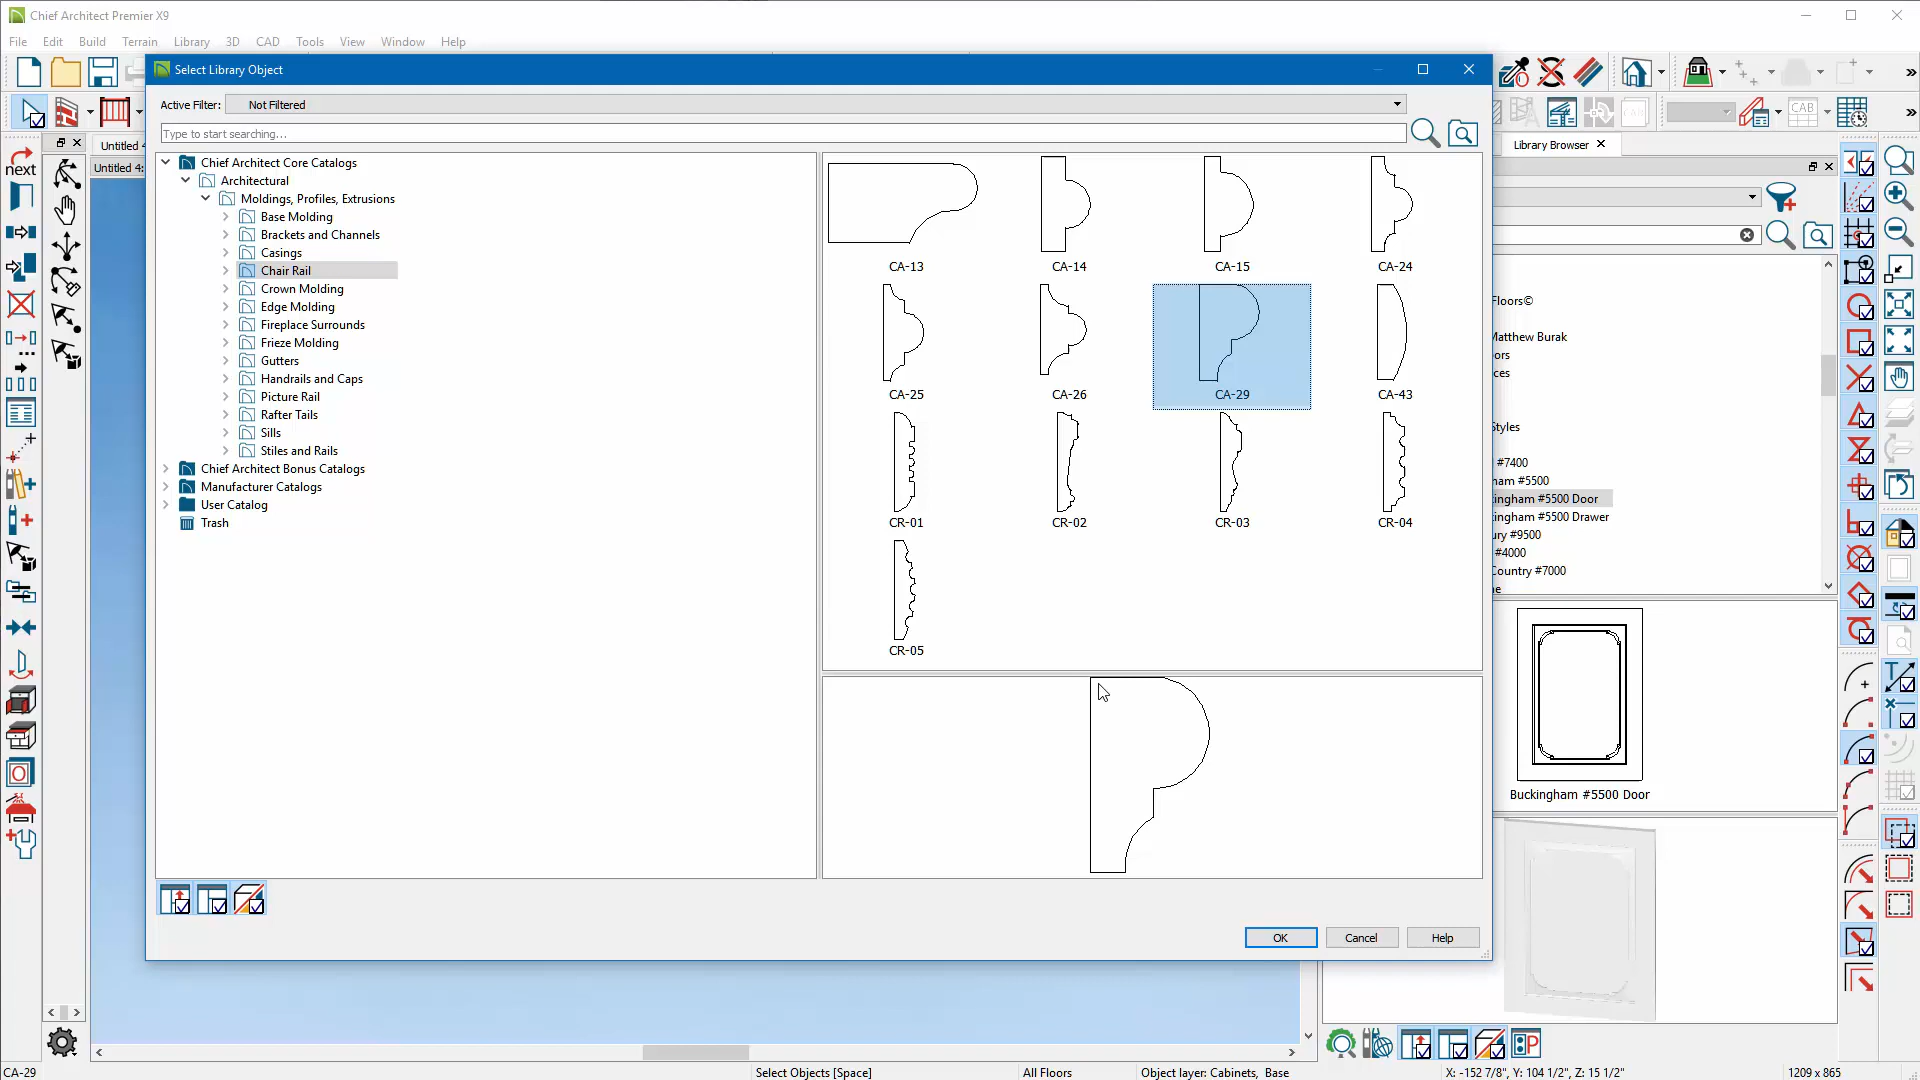 Chief Architect Premier X9
File Edit Build Terrain Library 3D CAD Tools View Window Help
Select Library Object
Active Filter: Not Filtered
Type to start searching...
next
Untitled 4
Untitled 4:
Library Browser
CAB
Chief Architect Core Catalogs
Architectural
Moldings, Profiles, Extrusions
Base Molding
Brackets and Channels
Casings
Chair Rail
Crown Molding
Edge Molding
Fireplace Surrounds
Frieze Molding
Gutters
Handrails and Caps
Picture Rail
Rafter Tails
Sills
Stiles and Rails
Chief Architect Bonus Catalogs
Manufacturer Catalogs
User Catalog
Trash
CA-13 CA-14 CA-15 CA-24
CA-25 CA-26 CA-29 CA-43
CR-01 CR-02 CR-03 CR-04
CR-05
Floors©
Matthew Burak
ors
ces
Styles
#7400
ham #5500
ingham #5500 Door
ingham #5500 Drawer
ury #9500
#4000
Country #7000
ne
Buckingham #5500 Door
OK Cancel Help
CA-29 Select Objects [Space] All Floors Object layer: Cabinets, Base X: -152 7/8", Y: 104 1/2", Z: 15 1/2" 1209 x 865